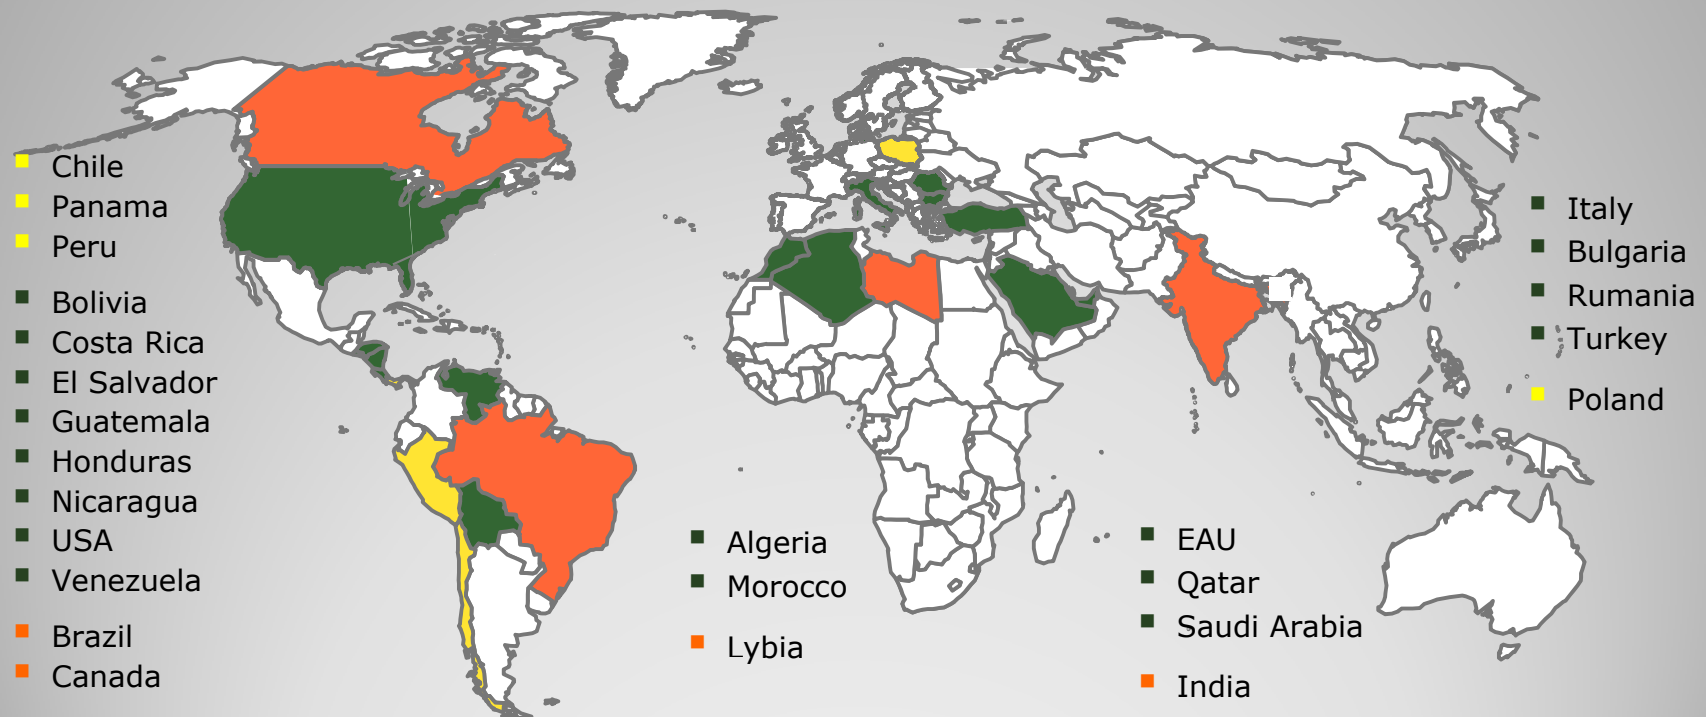 Chile
Panama
Peru
Bolivia
Costa Rica
El Salvador
Guatemala
Honduras
Nicaragua
USA
Venezuela
Brazil
Canada
Algeria
Morocco
Lybia
EAU
Qatar
Saudi Arabia
India
Italy
Bulgaria
Rumania
Turkey
Poland